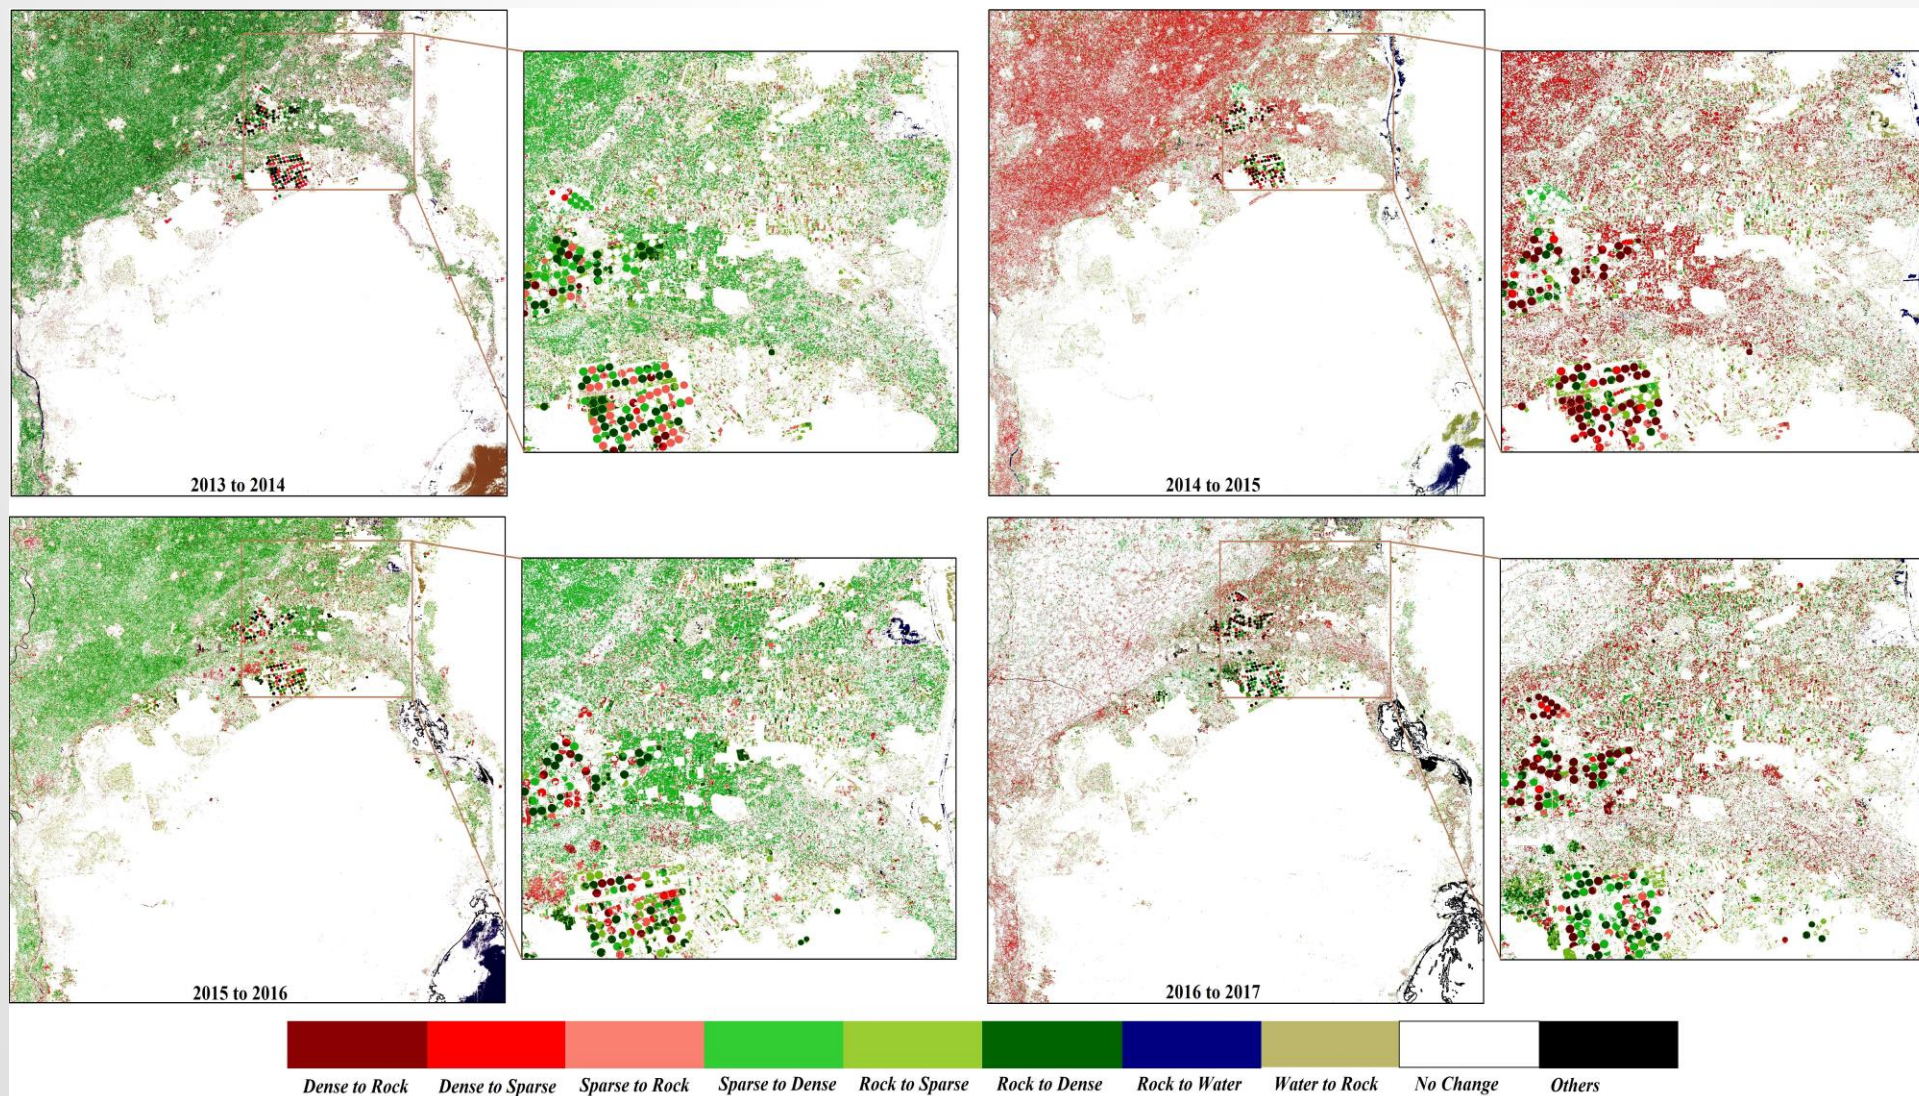 2013 to 2014
2014 to 2015
2015 to 2016
2016 to 2017
Dense to Rock
Dense to Sparse
Sparse to Rock
Sparse to Dense
Rock to Sparse
Rock to Dense
Rock to Water
Water to Rock
No Change
Others